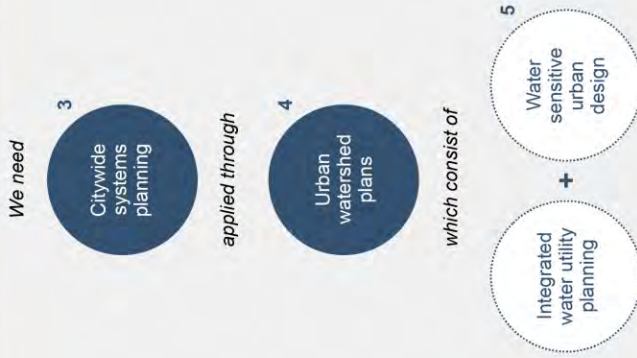 We need
3
Citywide
systems
planning
applied through
4
Urban
watershed
plans
which consist of
5
Integrated
water utility
planning
+
Water
sensitive
urban
design